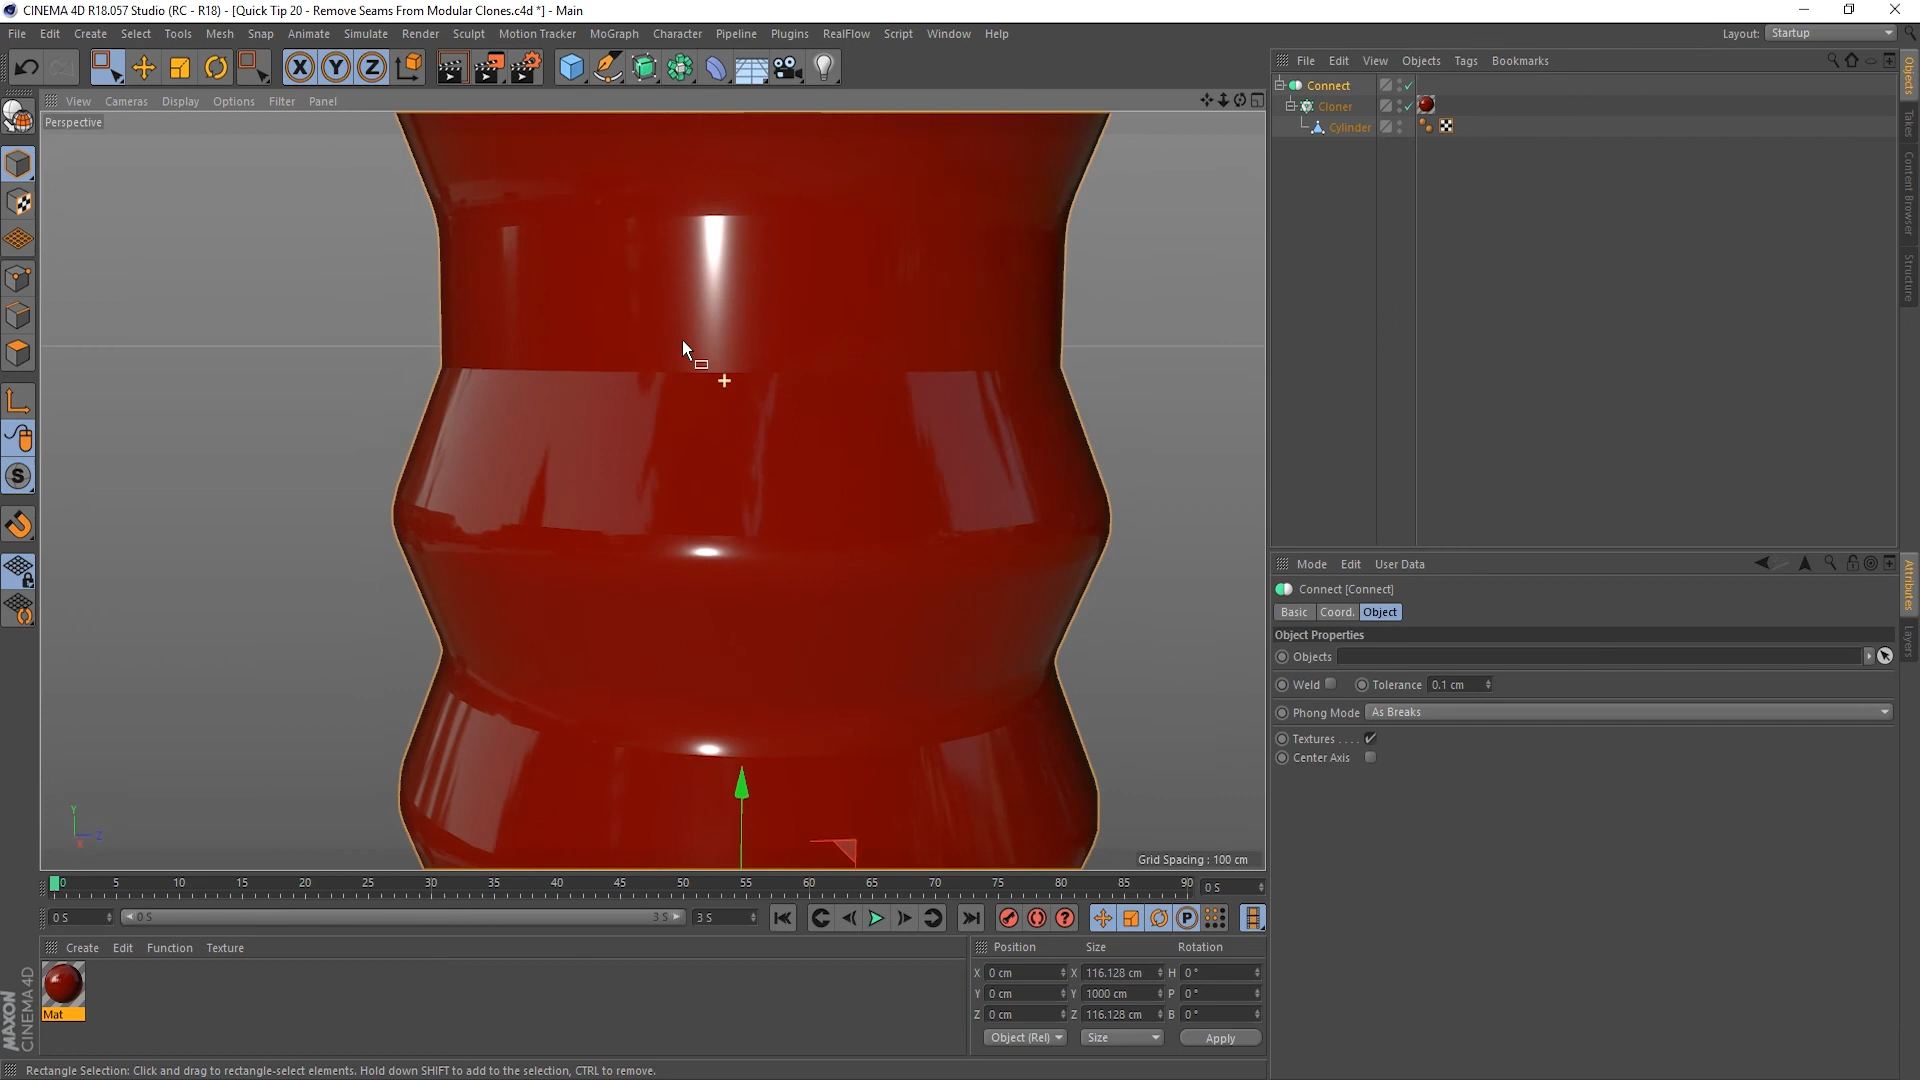 CINEMA 4D R18.057 Studio (RC - R18) - [Quick Tip 20 - Remove Seams From Modular Clones.c4d *] - Main
File Edit Create Select Tools Mesh Snap Animate Simulate Render Sculpt Motion Tracker MoGraph Character Pipeline Plugins RealFlow Script Window Help
Layout: Startup
X Y Z
File Edit View Objects Tags Bookmarks
View Cameras Display Options Filter Panel
Perspective
Connect
Cloner
Cylinder
Objects
Takes
Content Browser
Structure
Mode Edit User Data
Connect [Connect]
Basic Coord. Object
Object Properties
Objects
Weld Tolerance 0.1 cm
Phong Mode As Breaks
Textures . . . .
Center Axis
Attributes
Layers
S
Y
Z
X
Grid Spacing : 100 cm
0 5 10 15 20 25 30 35 40 45 50 55 60 65 70 75 80 85 90 0 S
0 S 0 S 3 S 3 S
? P
Create Edit Function Texture
Mat
MAXON
CINEMA 4D
Position Size Rotation
X 0 cm X 116.128 cm H 0 °
Y 0 cm Y 1000 cm P 0 °
Z 0 cm Z 116.128 cm B 0 °
Object (Rel) Size Apply
Rectangle Selection: Click and drag to rectangle-select elements. Hold down SHIFT to add to the selection, CTRL to remove.